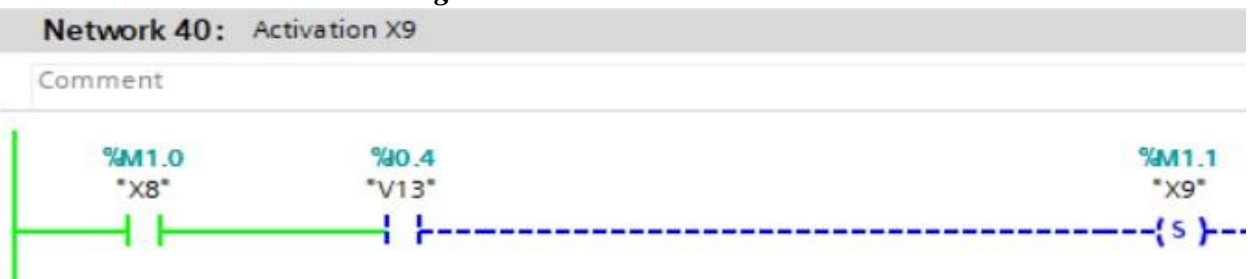 Network 40: Activation X9
Comment
%M1.0 %I0.4 %M1.1
"X8" "V13" "X9"
S